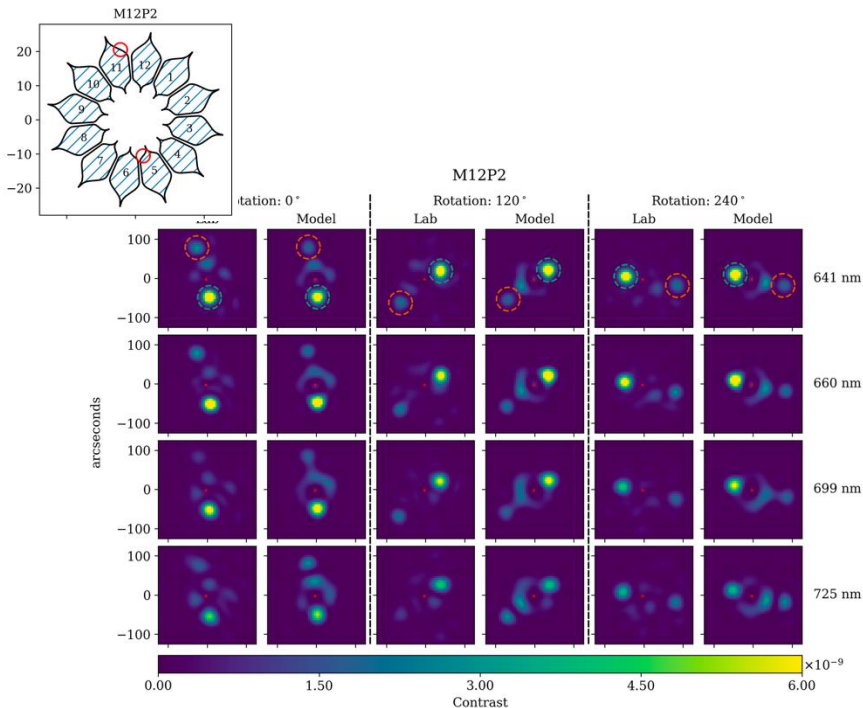 M12P2
20
10
0
−10
−20
11
12
1
10
2
9
3
8
4
7
6
5
M12P2
otation: 0°
Rotation: 120°
Rotation: 240°
Lab
Model
Lab
Model
Lab
Model
100
0
−100
641 nm
100
0
−100
660 nm
100
0
−100
699 nm
100
0
−100
725 nm
arcseconds
×10⁻⁹
0.00
1.50
3.00
4.50
6.00
Contrast